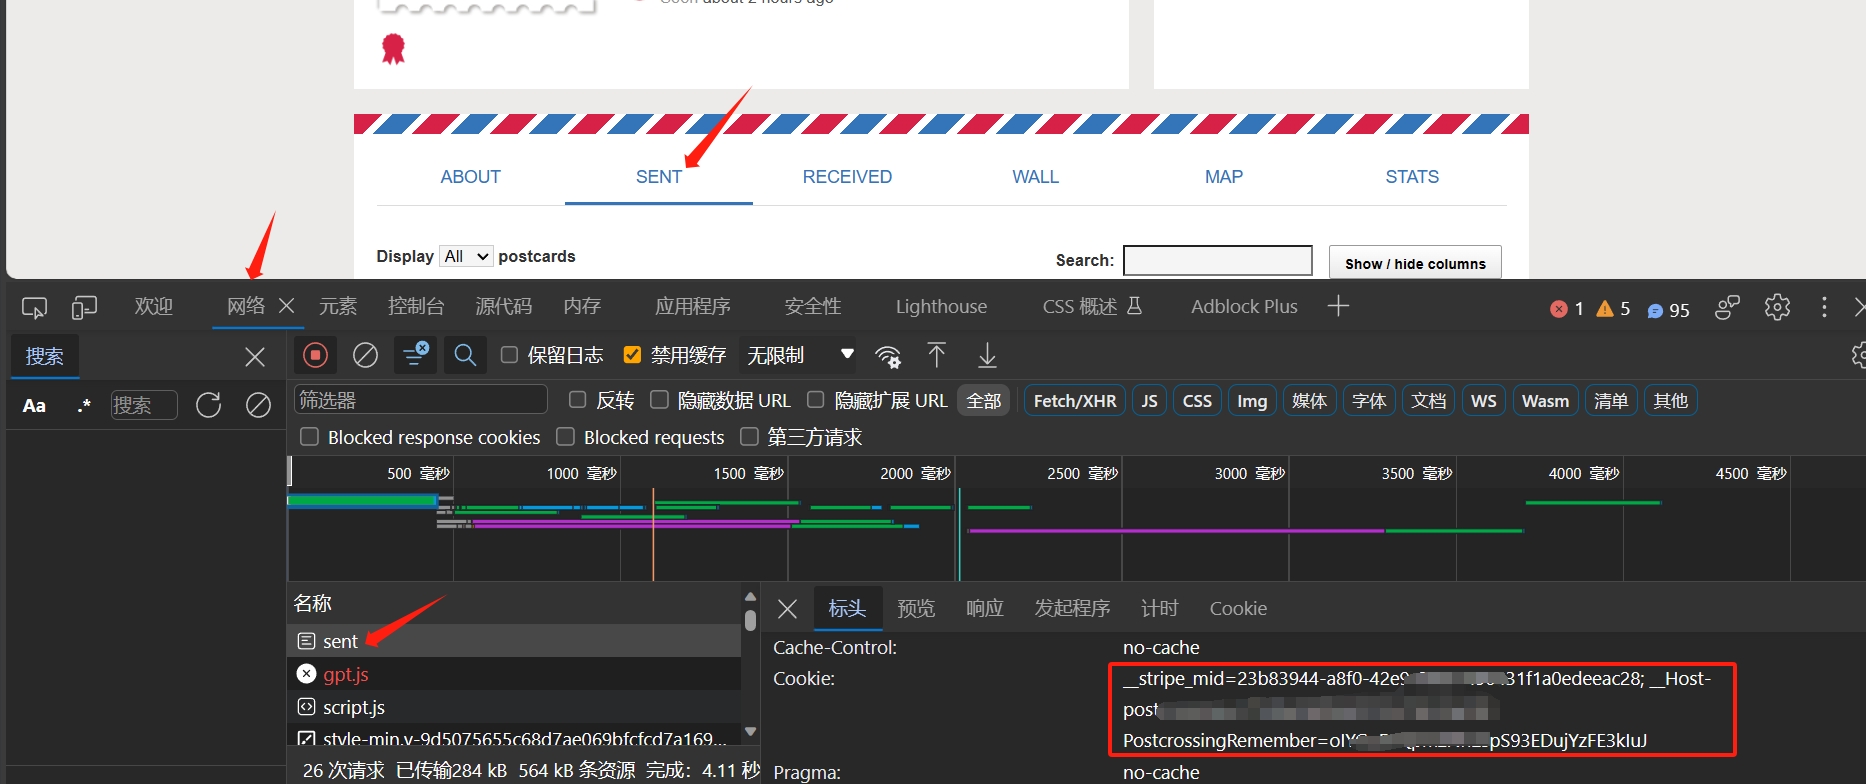 Seen about 2 hours ago
ABOUT SENT RECEIVED WALL MAP STATS
Display All postcards Search: Show / hide columns
欢迎 网络 元素 控制台 源代码 内存 应用程序 安全性 Lighthouse CSS 概述 Adblock Plus 1 5 95
搜索 保留日志 禁用缓存 无限制
Aa .* 搜索 筛选器 反转 隐藏数据 URL 隐藏扩展 URL 全部 Fetch/XHR JS CSS Img 媒体 字体 文档 WS Wasm 清单 其他
Blocked response cookies Blocked requests 第三方请求
500 毫秒 1000 毫秒 1500 毫秒 2000 毫秒 2500 毫秒 3000 毫秒 3500 毫秒 4000 毫秒 4500 毫秒
名称 标头 预览 响应 发起程序 计时 Cookie
sent Cache-Control: no-cache
gpt.js Cookie: __stripe_mid=23b83944-a8f0-42e9 31f1a0edeeac28; __Host-
script.js post
style-min.v-9d5075655c68d7ae069bfcfcd7a169... PostcrossingRemember=oIYC pS93EDujYzFE3kIuJ
26 次请求 已传输284 kB 564 kB 条资源 完成：4.11 秒 Pragma: no-cache